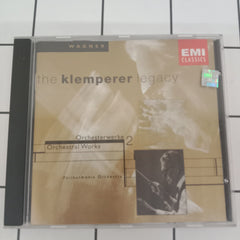 WAGNER
EMI
CLASSICS
the klemperer legacy
Orchesterwerke
Orchestral Works 2
Philharmonia Orchestra